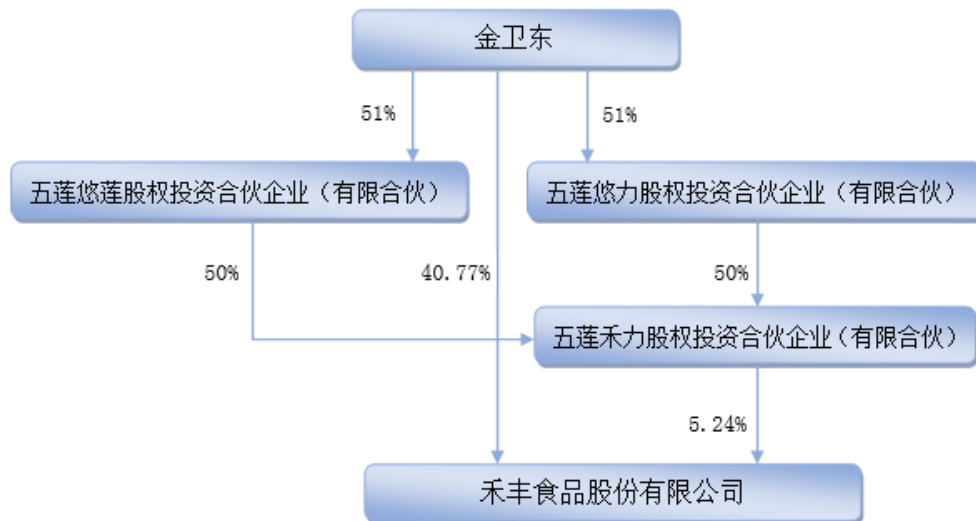 金卫东
51%
51%
五莲悠莲股权投资合伙企业（有限合伙）
五莲悠力股权投资合伙企业（有限合伙）
50%
40.77%
50%
五莲禾力股权投资合伙企业（有限合伙）
5.24%
禾丰食品股份有限公司